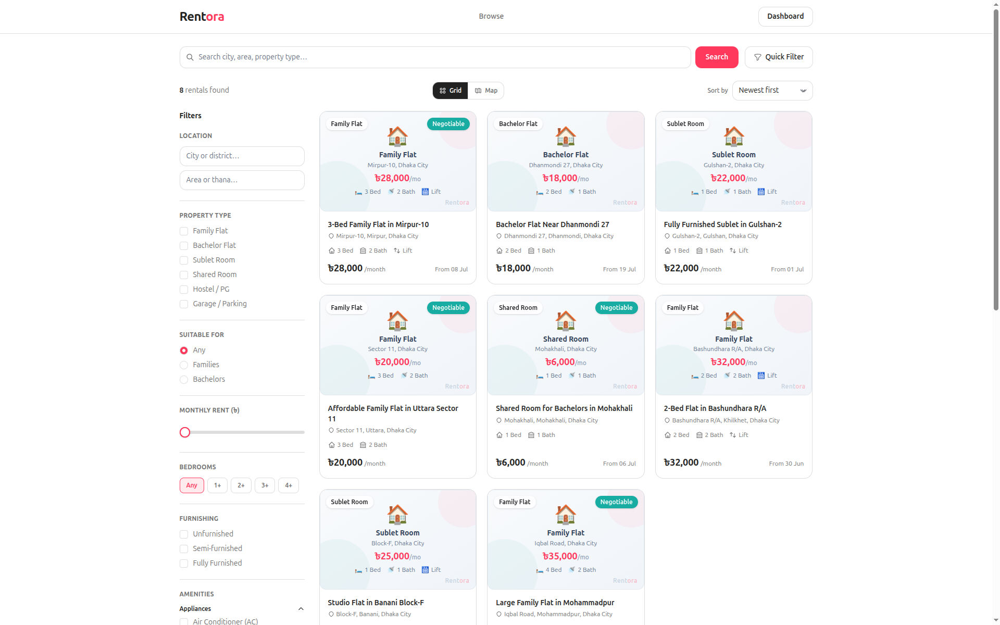 Rentora
Browse
Dashboard
Search city, area, property type…
Search
Quick Filter
8 rentals found
Grid
Map
Sort by
Newest first
Filters
LOCATION
City or district…
Area or thana…
PROPERTY TYPE
Family Flat
Bachelor Flat
Sublet Room
Shared Room
Hostel / PG
Garage / Parking
SUITABLE FOR
Any
Families
Bachelors
MONTHLY RENT (৳)
BEDROOMS
Any 1+ 2+ 3+ 4+
FURNISHING
Unfurnished
Semi-furnished
Fully Furnished
AMENITIES
Appliances
Air Conditioner (AC)
Family Flat
Negotiable
Family Flat
Mirpur-10, Dhaka City
৳28,000/mo
3 Bed 2 Bath Lift
Rentora
3-Bed Family Flat in Mirpur-10
Mirpur-10, Mirpur, Dhaka City
3 Bed 2 Bath Lift
৳28,000 /month From 08 Jul
Bachelor Flat
Bachelor Flat
Dhanmondi 27, Dhaka City
৳18,000/mo
2 Bed 1 Bath
Rentora
Bachelor Flat Near Dhanmondi 27
Dhanmondi 27, Dhanmondi, Dhaka City
2 Bed 1 Bath
৳18,000 /month From 19 Jul
Sublet Room
Sublet Room
Gulshan-2, Dhaka City
৳22,000/mo
1 Bed 1 Bath Lift
Rentora
Fully Furnished Sublet in Gulshan-2
Gulshan-2, Gulshan, Dhaka City
1 Bed 1 Bath Lift
৳22,000 /month From 01 Jul
Family Flat
Negotiable
Family Flat
Sector 11, Dhaka City
৳20,000/mo
3 Bed 2 Bath
Rentora
Affordable Family Flat in Uttara Sector
11
Sector 11, Uttara, Dhaka City
3 Bed 2 Bath
৳20,000 /month
Shared Room
Negotiable
Shared Room
Mohakhali, Dhaka City
৳6,000/mo
1 Bed 1 Bath
Rentora
Shared Room for Bachelors in Mohakhali
Mohakhali, Mohakhali, Dhaka City
1 Bed 1 Bath
৳6,000 /month From 06 Jul
Family Flat
Family Flat
Bashundhara R/A, Dhaka City
৳32,000/mo
2 Bed 2 Bath Lift
Rentora
2-Bed Flat in Bashundhara R/A
Bashundhara R/A, Khilkhet, Dhaka City
2 Bed 2 Bath Lift
৳32,000 /month From 30 Jun
Sublet Room
Sublet Room
Block-F, Dhaka City
৳25,000/mo
1 Bed 1 Bath Lift
Rentora
Studio Flat in Banani Block-F
Block-F, Banani, Dhaka City
Family Flat
Negotiable
Family Flat
Iqbal Road, Dhaka City
৳35,000/mo
4 Bed 2 Bath
Rentora
Large Family Flat in Mohammadpur
Iqbal Road, Mohammadpur, Dhaka City